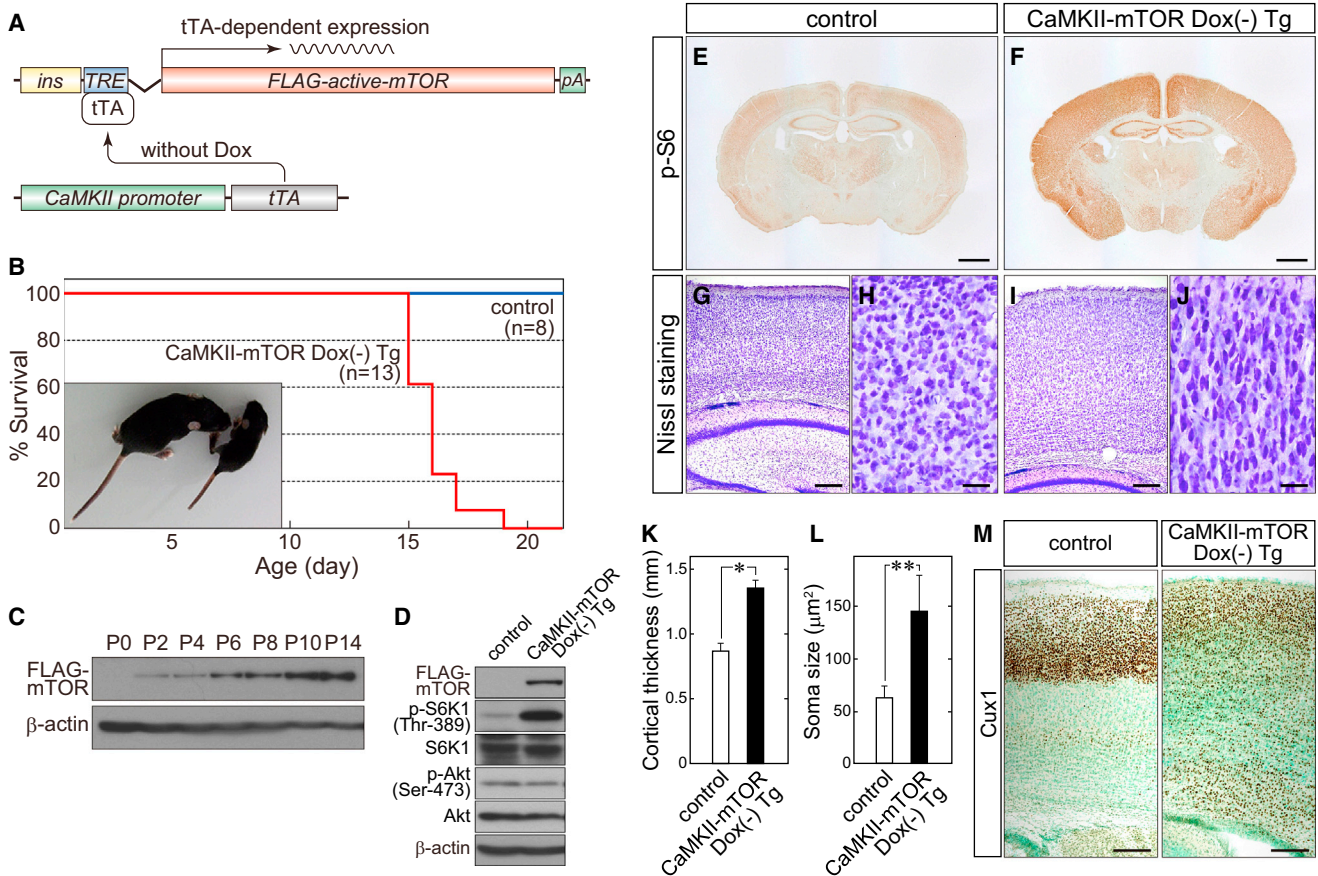 A
tTA-dependent expression
ins
TRE
FLAG-active-mTOR
pA
tTA
without Dox
CaMKII promoter
tTA
B
100
80
60
40
20
0
% Survival
control
(n=8)
CaMKII-mTOR Dox(-) Tg
(n=13)
5
10
15
20
Age (day)
C
P0 P2 P4 P6 P8 P10 P14
FLAG-
mTOR
β-actin
D
control
CaMKII-mTOR
Dox(-) Tg
FLAG-
mTOR
p-S6K1
(Thr-389)
S6K1
p-Akt
(Ser-473)
Akt
β-actin
control
CaMKII-mTOR Dox(-) Tg
p-S6
E
F
Nissl staining
G
H
I
J
K
Cortical thickness (mm)
1.5
1.0
0.5
0
*
control
CaMKII-mTOR
Dox(-) Tg
L
Soma size (μm²)
150
100
50
0
**
control
CaMKII-mTOR
Dox(-) Tg
M
control
CaMKII-mTOR
Dox(-) Tg
Cux1